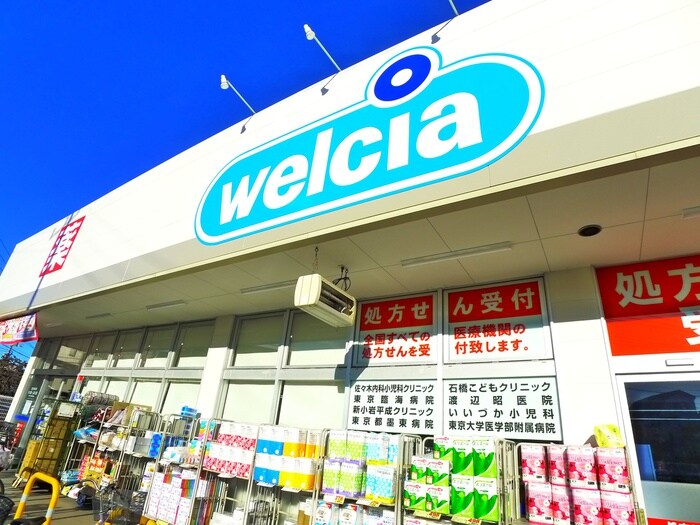 welcia
薬
処方せん受付
全国すべての 医療機関の
処方せんを受 付致します。
佐々木内科小児科クリニック
東京臨海病院
新小岩平成クリニック
東京都墨東病院
石橋こどもクリニック
渡辺昭医院
いいづか小児科
東京大学医学部附属病院
処方